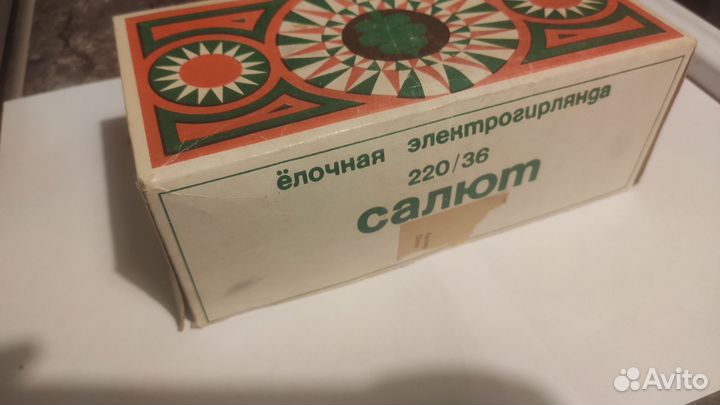 ёлочная электрогирлянда
220/36
салют
Avito